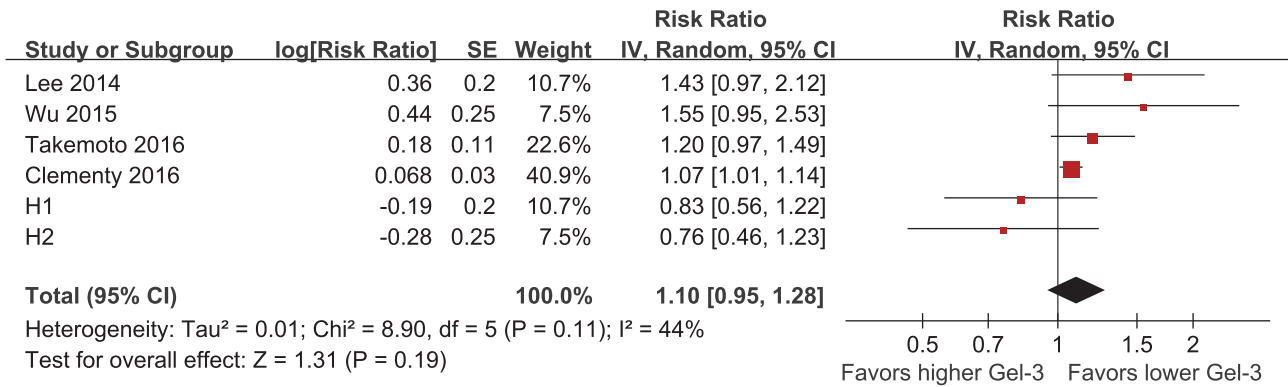 Risk Ratio Risk Ratio
Study or Subgroup log[Risk Ratio] SE Weight IV, Random, 95% CI IV, Random, 95% CI
Lee 2014 0.36 0.2 10.7% 1.43 [0.97, 2.12]
Wu 2015 0.44 0.25 7.5% 1.55 [0.95, 2.53]
Takemoto 2016 0.18 0.11 22.6% 1.20 [0.97, 1.49]
Clementy 2016 0.068 0.03 40.9% 1.07 [1.01, 1.14]
H1 -0.19 0.2 10.7% 0.83 [0.56, 1.22]
H2 -0.28 0.25 7.5% 0.76 [0.46, 1.23]
Total (95% CI) 100.0% 1.10 [0.95, 1.28]
Heterogeneity: Tau² = 0.01; Chi² = 8.90, df = 5 (P = 0.11); I² = 44%
Test for overall effect: Z = 1.31 (P = 0.19)
0.5 0.7 1 1.5 2
Favors higher Gel-3 Favors lower Gel-3